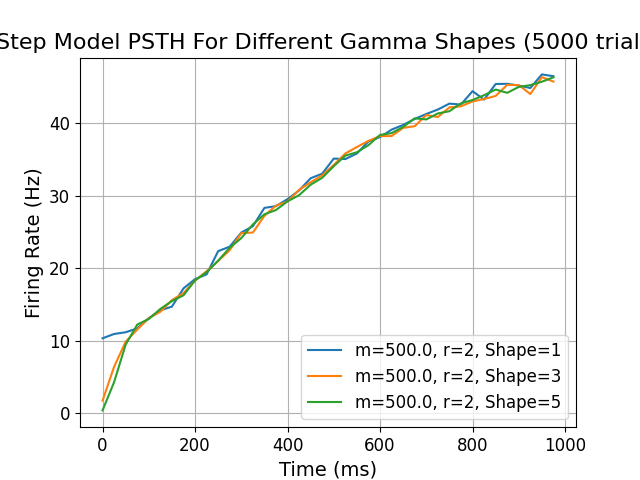 Step Model PSTH For Different Gamma Shapes (5000 trial
Firing Rate (Hz)
40
30
20
10
0
m=500.0, r=2, Shape=1
m=500.0, r=2, Shape=3
m=500.0, r=2, Shape=5
0 200 400 600 800 1000
Time (ms)